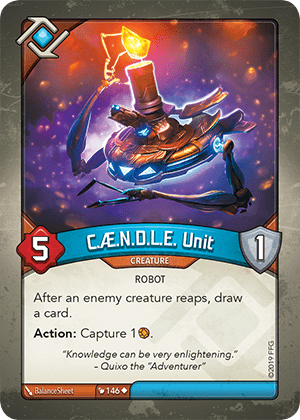 C.Æ.N.D.L.E. Unit
5
1
CREATURE
ROBOT
After an enemy creature reaps, draw
a card.
Action: Capture 1.
“Knowledge can be very enlightening.”
- Quixo the “Adventurer”
BalanceSheet
146
©2019 FFG